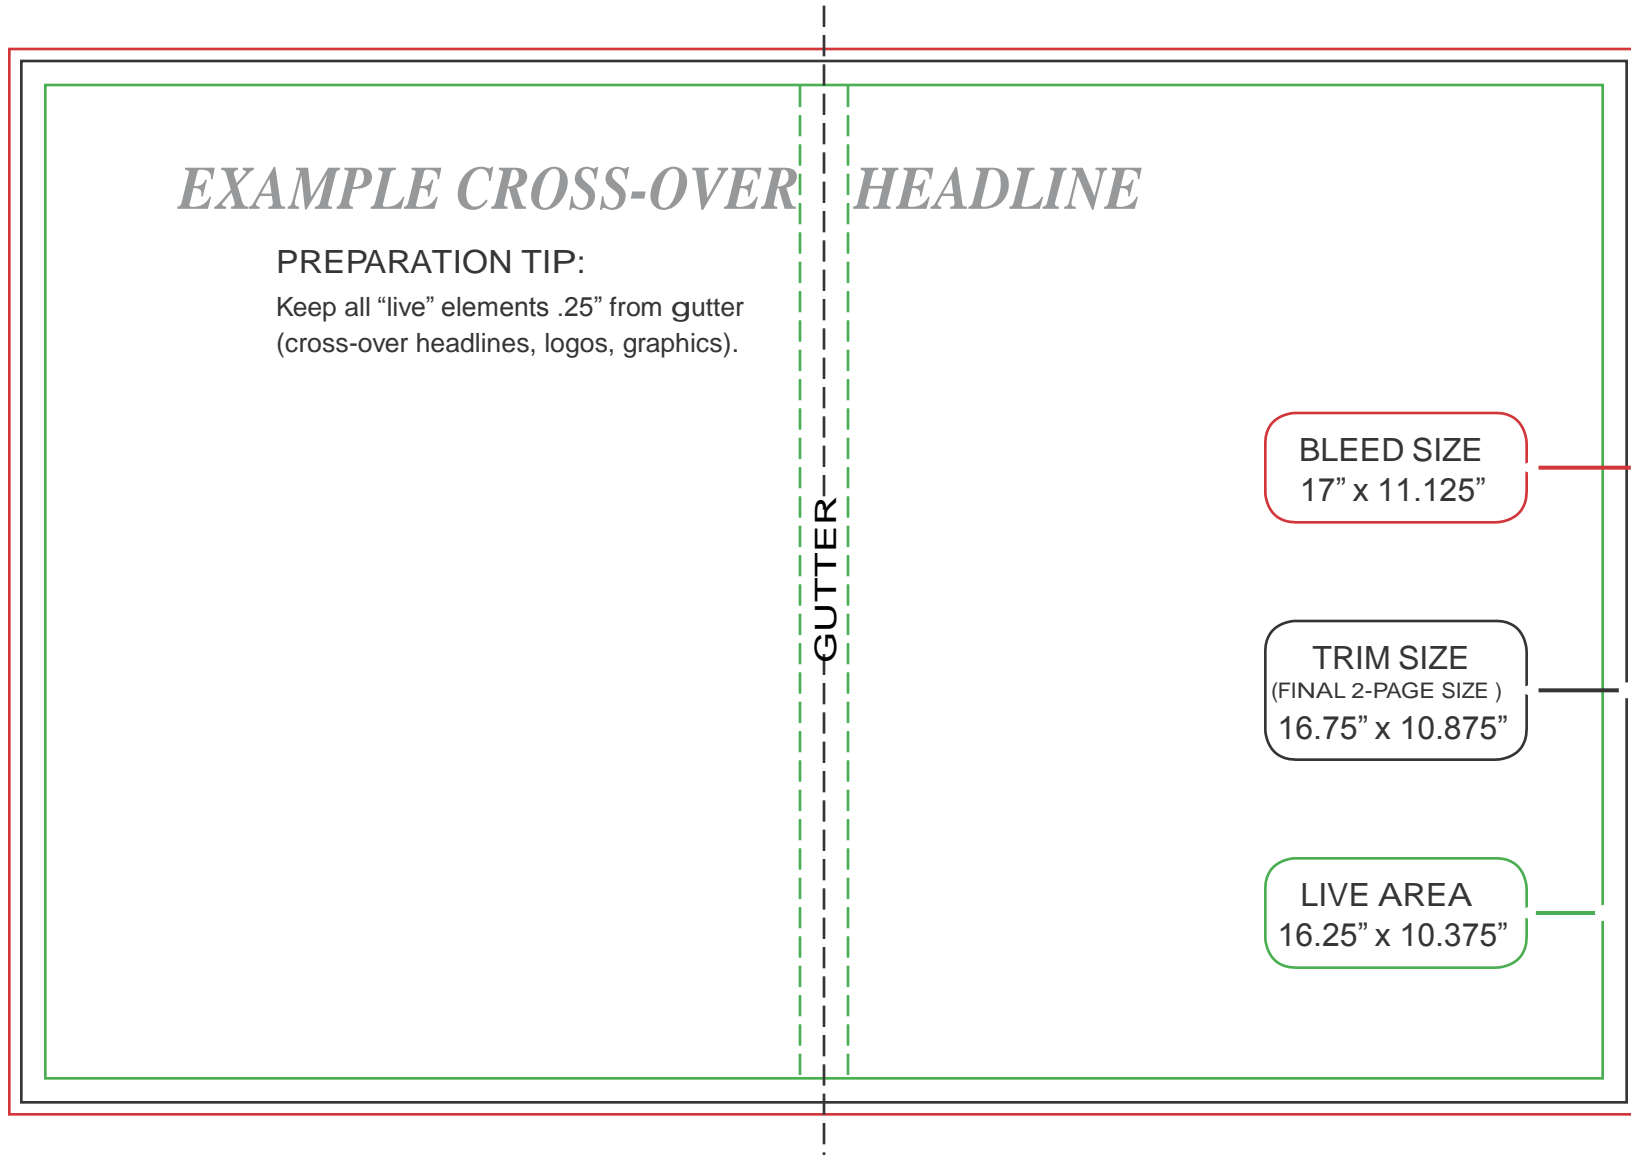 EXAMPLE CROSS-OVER HEADLINE
PREPARATION TIP:
Keep all “live” elements .25” from gutter
(cross-over headlines, logos, graphics).
GUTTER
BLEED SIZE
17” x 11.125”
TRIM SIZE
(FINAL 2-PAGE SIZE )
16.75” x 10.875”
LIVE AREA
16.25” x 10.375”